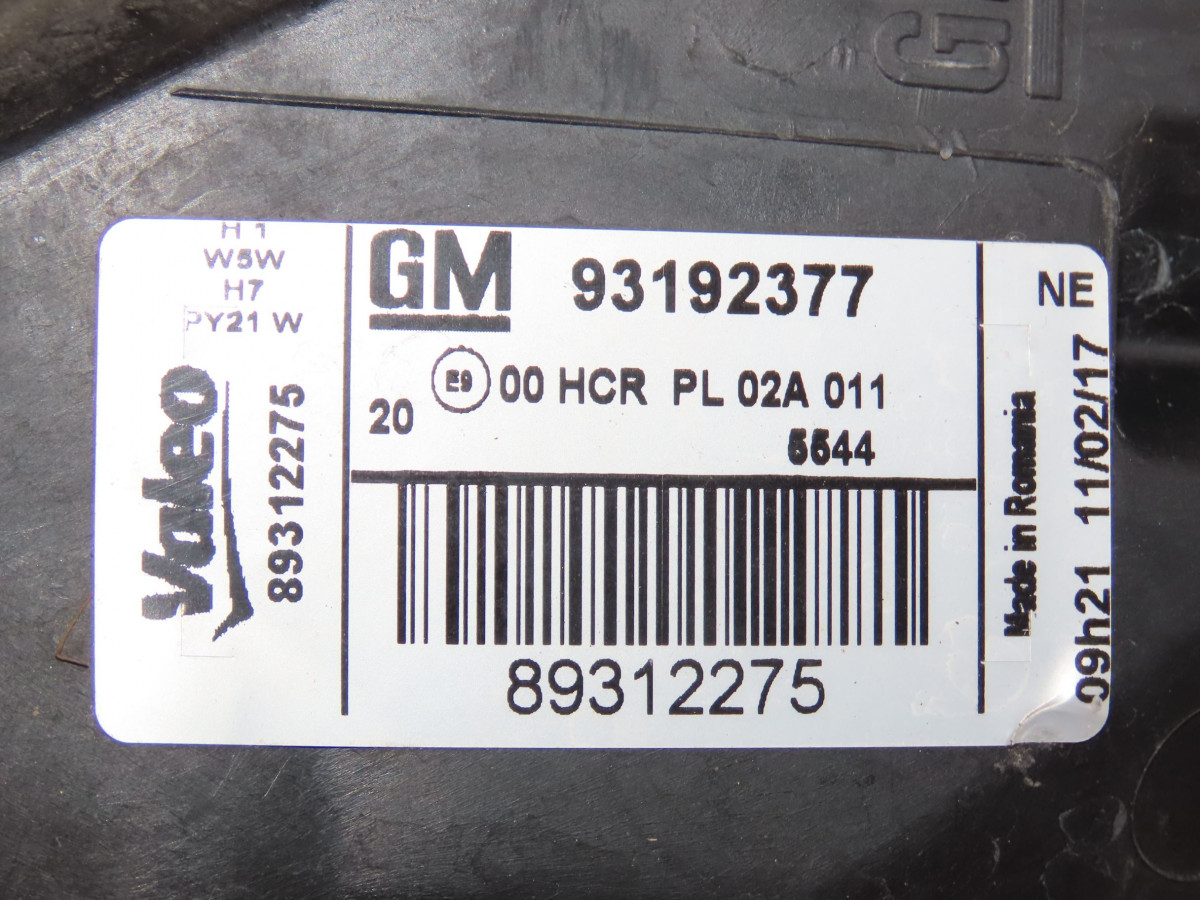 G
H 1
W5W
H7
PY21 W
Valeo
89312275
GM
93192377
E9 00 HCR PL 02A 011
20
5544
89312275
NE
Made in Romania
09h21 11/02/17